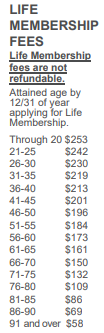 LIFE
MEMBERSHIP
FEES
Life Membership
fees are not
refundable.
Attained age by
12/31 of year
applying for Life
Membership.
Through 20 $253
21-25 $242
26-30 $230
31-35 $219
36-40 $213
41-45 $201
46-50 $196
51-55 $184
56-60 $173
61-65 $161
66-70 $150
71-75 $132
76-80 $109
81-85 $86
86-90 $69
91 and over $58